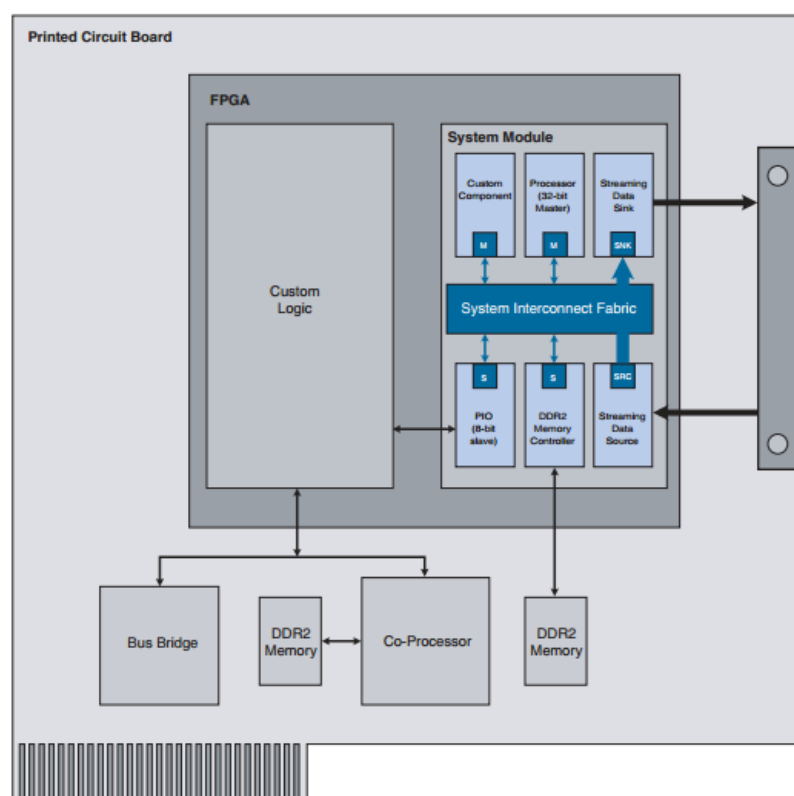 Printed Circuit Board
FPGA
System Module
Custom
Component
M
Processor
(32-bit
Master)
M
Streaming
Data
Sink
SNK
Custom
Logic
System Interconnect Fabric
S
PIO
(8-bit
slave)
S
DDR2
Memory
Controller
SRC
Streaming
Data
Source
Bus Bridge
DDR2
Memory
Co-Processor
DDR2
Memory